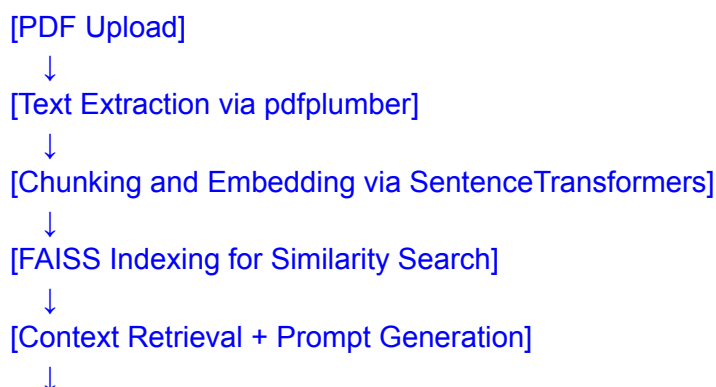 [PDF Upload]
↓
[Text Extraction via pdfplumber]
↓
[Chunking and Embedding via SentenceTransformers]
↓
[FAISS Indexing for Similarity Search]
↓
[Context Retrieval + Prompt Generation]
↓